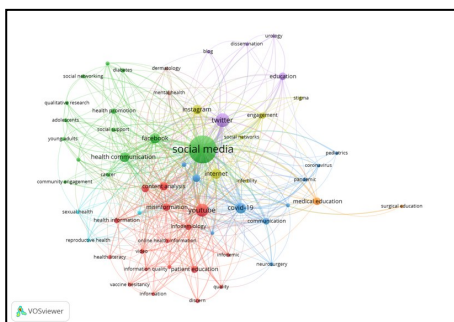 urology
blog
dissemination
dermatology
diabetes
social networking
education
mental health
stigma
qualitative research
instagram
health promotion
engagement
twitter
adolescents
social support
facebook
social networks
young adults
social media
health communication
pediatrics
coronavirus
cancer
internet
pandemic
community engagement
content analysis
infertility
medical education
surgical education
sexual health
misinformation
youtube
covid-19
health information
communication
infodemiology
reproductive health
online health information
video
infodemic
health literacy
information quality
patient education
neurosurgery
vaccine hesitancy
quality
information
discern
VOSviewer